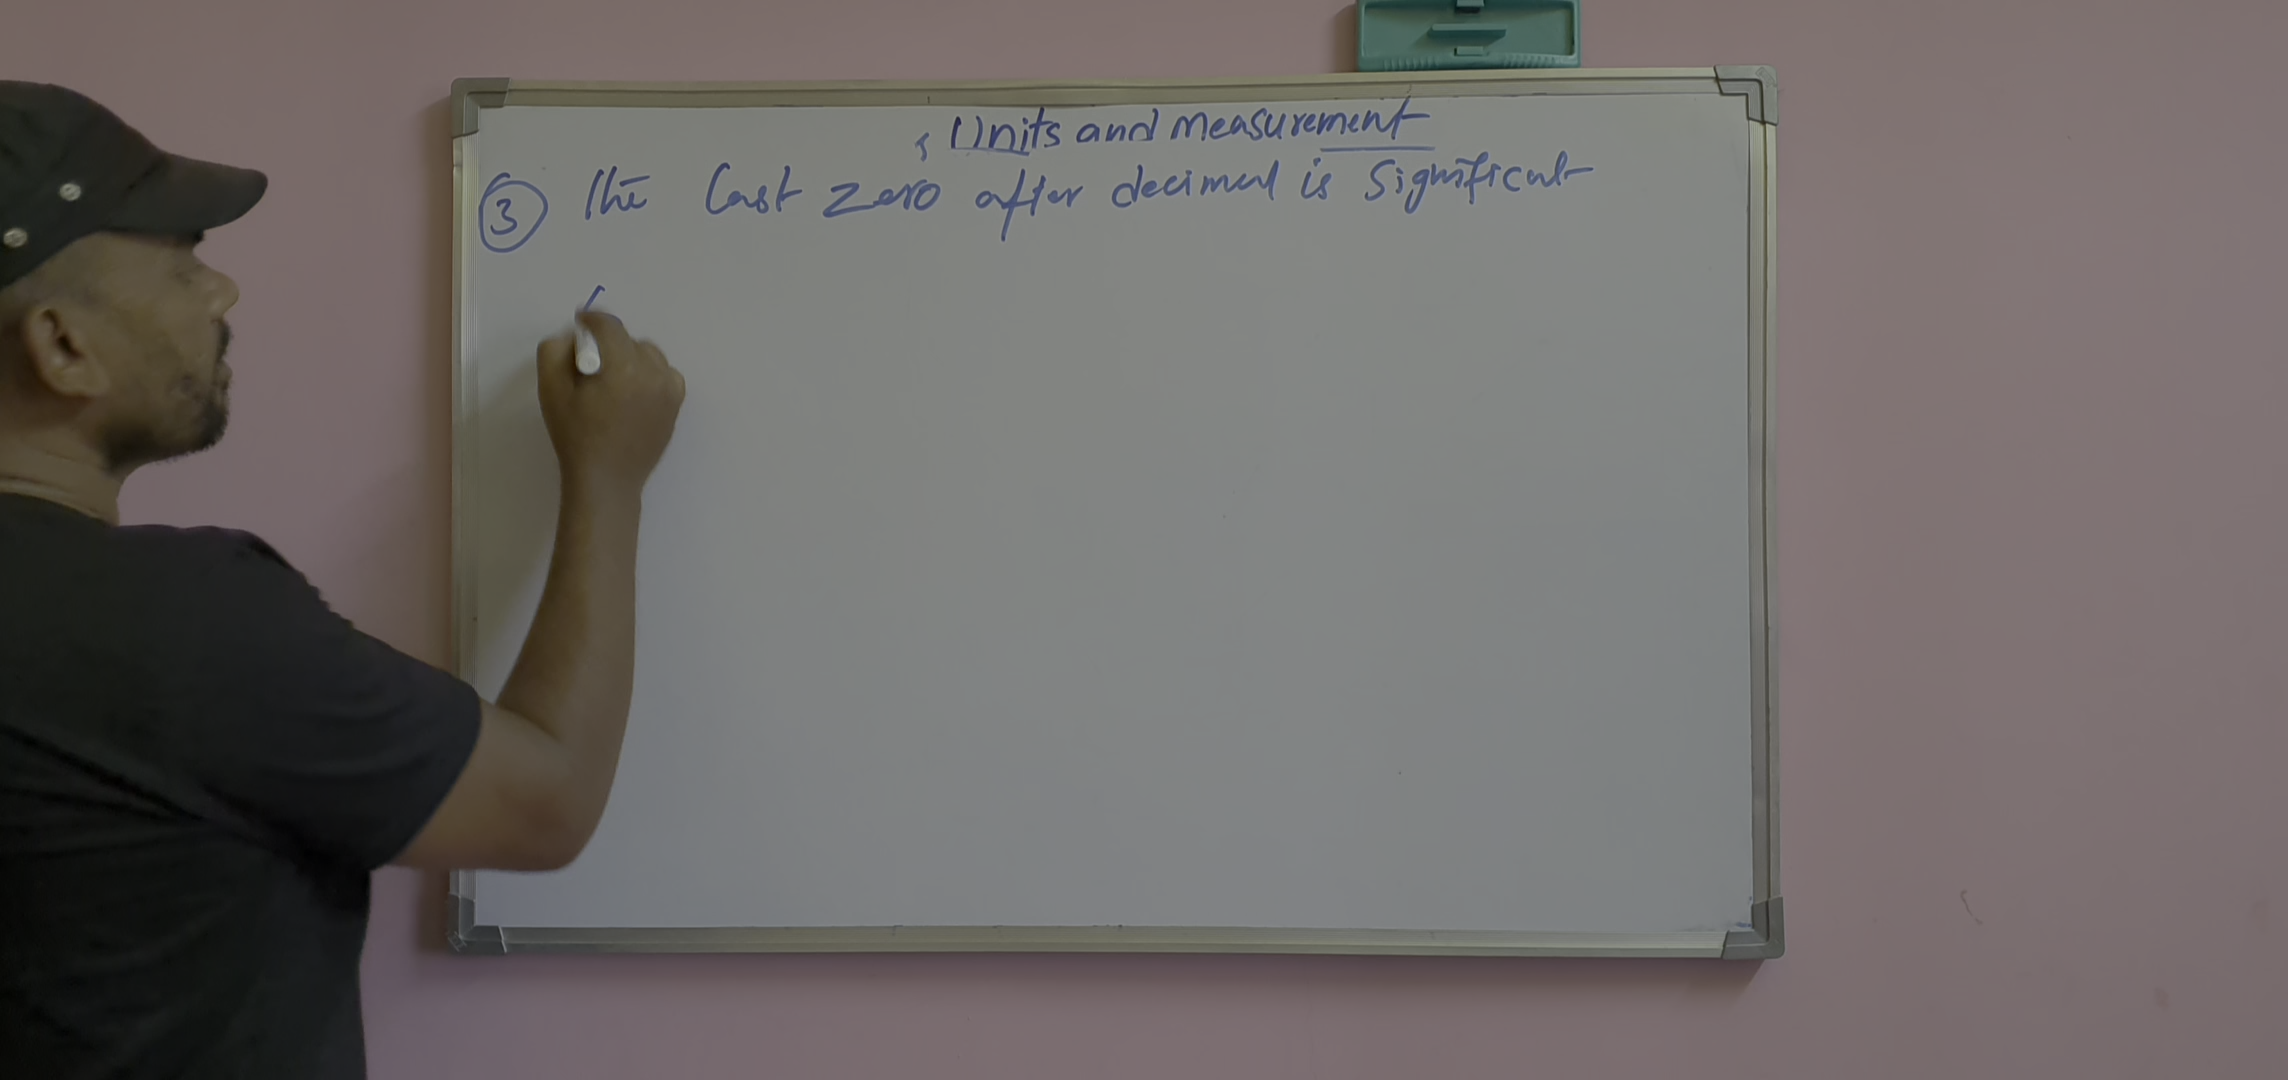 Units and measurement
③ The last zero after decimal is significant